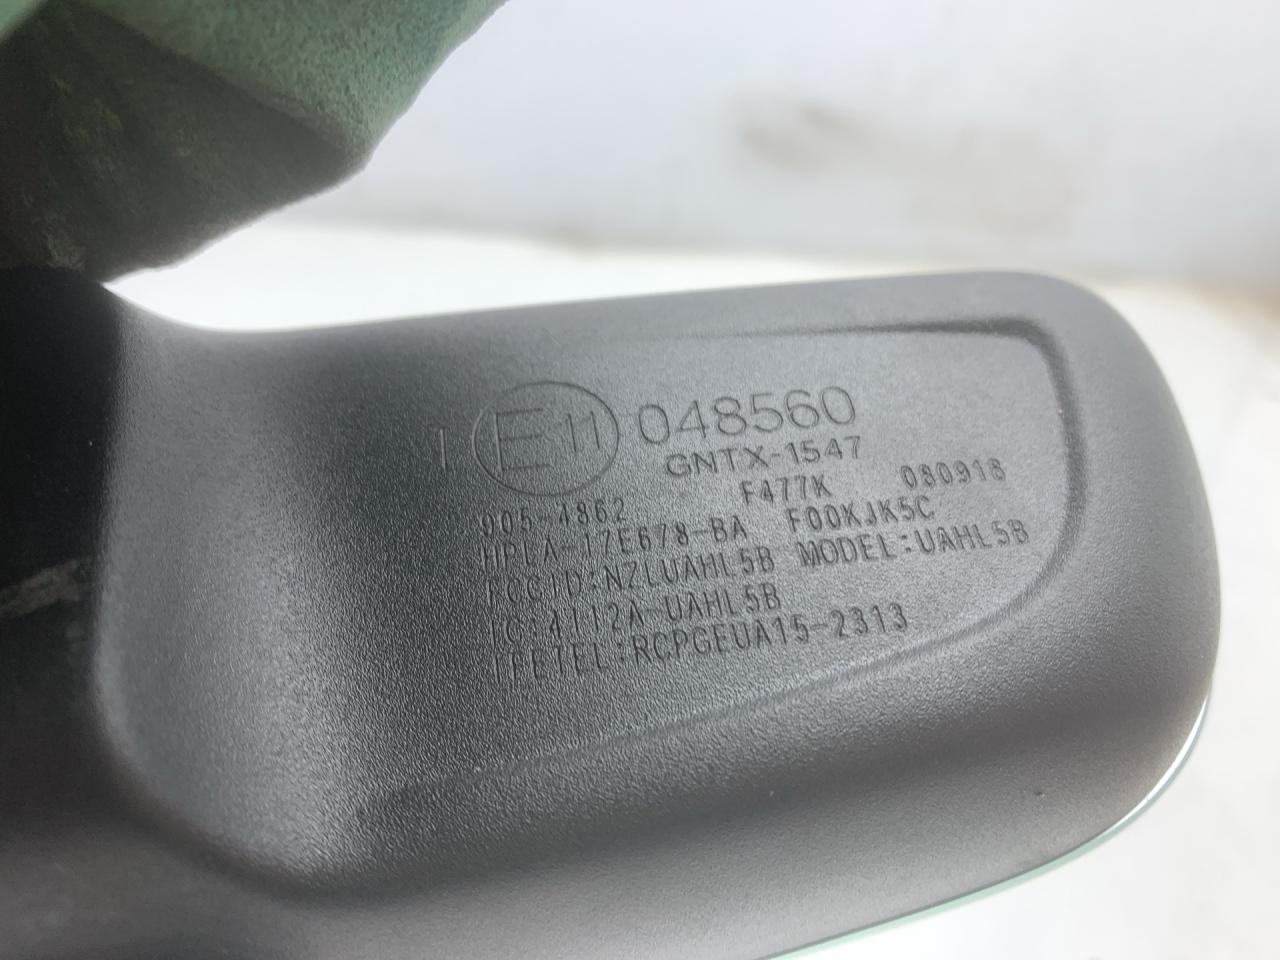 I E11 048560
GNTX-1547
905-4862 F477K 080918
HPLA-17E678-BA F00KJK5C
FCCID:NZLUAHL5B MODEL:UAHL5B
IC:4112A-UAHL5B
IFETEL:RCPGEUA15-2313